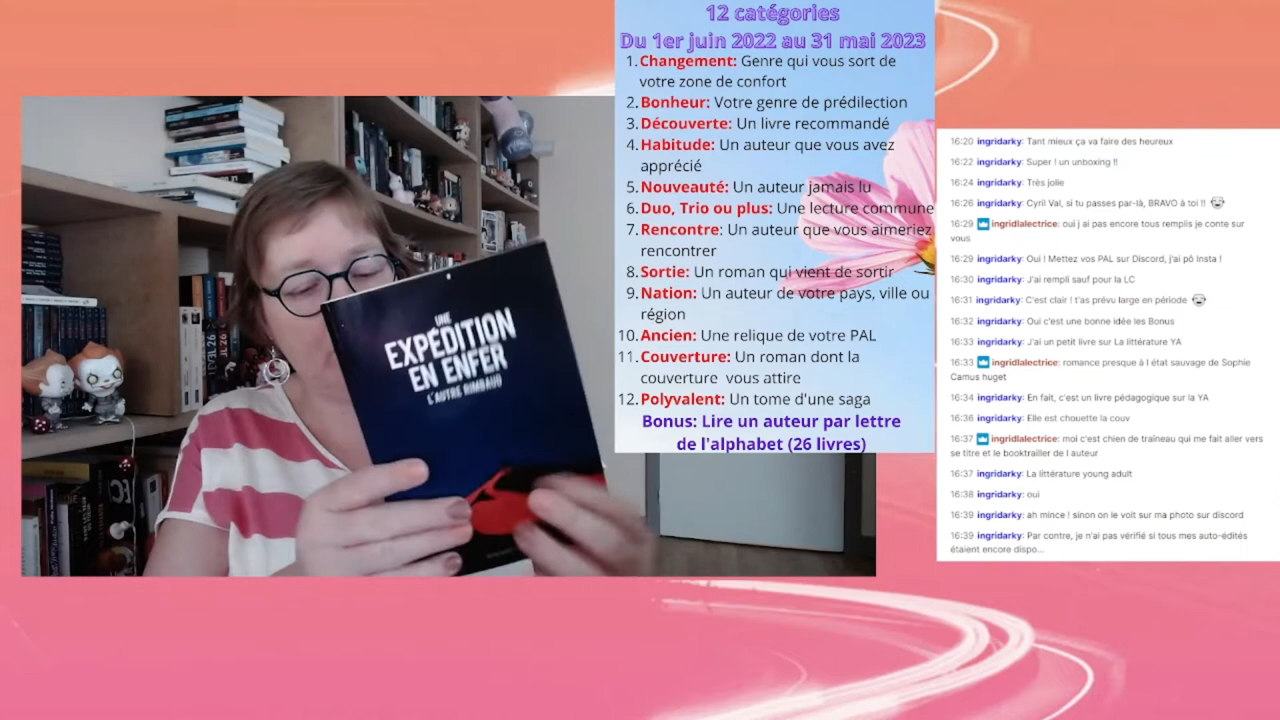 12 catégories
Du 1er juin 2022 au 31 mai 2023
1. Changement: Genre qui vous sort de
votre zone de confort
2. Bonheur: Votre genre de prédilection
3. Découverte: Un livre recommandé
4. Habitude: Un auteur que vous avez
apprécié
5. Nouveauté: Un auteur jamais lu
6. Duo, Trio ou plus: Une lecture commune
7. Rencontre: Un auteur que vous aimeriez
rencontrer
8. Sortie: Un roman qui vient de sortir
9. Nation: Un auteur de votre pays, ville ou
région
10. Ancien: Une relique de votre PAL
11. Couverture: Un roman dont la
couverture vous attire
12. Polyvalent: Un tome d'une saga
Bonus: Lire un auteur par lettre
de l'alphabet (26 livres)
UNE
EXPÉDITION
EN ENFER
L'AUTRE RIMBAUD
16:20 ingridarky: Tant mieux ça va faire des heureux
16:22 ingridarky: Super ! un unboxing !!
16:24 ingridarky: Très jolie
16:26 ingridarky: Cyril Val, si tu passes par-là, BRAVO à toi !!
16:29 ingridlalectrice: oui j ai pas encore tous remplis je conte sur
vous
16:29 ingridarky: Oui ! Mettez vos PAL sur Discord, j'ai pô Insta !
16:30 ingridarky: J'ai rempli sauf pour la LC
16:31 ingridarky: C'est clair ! t'as prévu large en période
16:32 ingridarky: Oui c'est une bonne idée les Bonus
16:33 ingridarky: J'ai un petit livre sur La littérature YA
16:33 ingridlalectrice: romance presque à l état sauvage de Sophie
Camus huget
16:34 ingridarky: En fait, c'est un livre pédagogique sur la YA
16:36 ingridarky: Elle est chouette la couv
16:37 ingridlalectrice: moi c'est chien de traîneau qui me fait aller vers
se titre et le booktrailler de l auteur
16:37 ingridarky: La littérature young adult
16:38 ingridarky: oui
16:39 ingridarky: ah mince ! sinon on le voit sur ma photo sur discord
16:39 ingridarky: Par contre, je n'ai pas vérifié si tous mes auto-édités
étaient encore dispo...